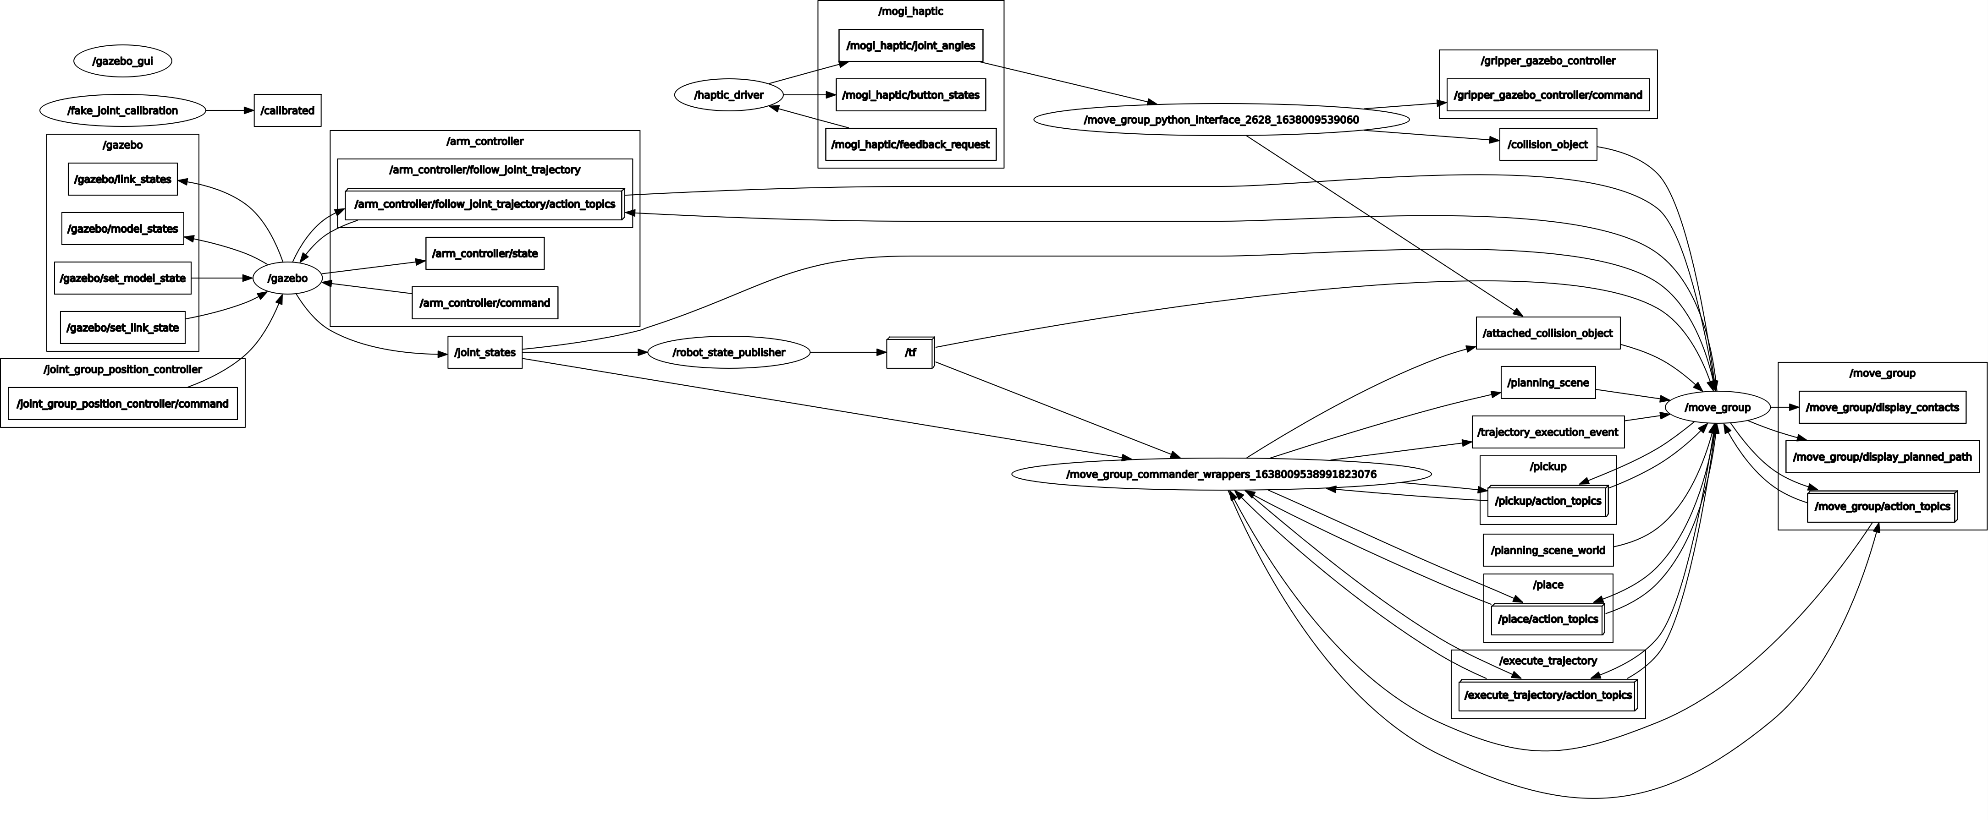 /gazebo_gui
/fake_joint_calibration
/calibrated
/gazebo
/gazebo/link_states
/gazebo/model_states
/gazebo/set_model_state
/gazebo/set_link_state
/joint_group_position_controller
/joint_group_position_controller/command
/gazebo
/arm_controller
/arm_controller/follow_joint_trajectory
/arm_controller/follow_joint_trajectory/action_topics
/arm_controller/state
/arm_controller/command
/joint_states
/robot_state_publisher
/tf
/haptic_driver
/mogi_haptic
/mogi_haptic/joint_angles
/mogi_haptic/button_states
/mogi_haptic/feedback_request
/move_group_python_interface_2628_1638009539060
/gripper_gazebo_controller
/gripper_gazebo_controller/command
/collision_object
/attached_collision_object
/planning_scene
/trajectory_execution_event
/move_group_commander_wrappers_1638009538991823076
/pickup
/pickup/action_topics
/planning_scene_world
/place
/place/action_topics
/execute_trajectory
/execute_trajectory/action_topics
/move_group
/move_group
/move_group/display_contacts
/move_group/display_planned_path
/move_group/action_topics